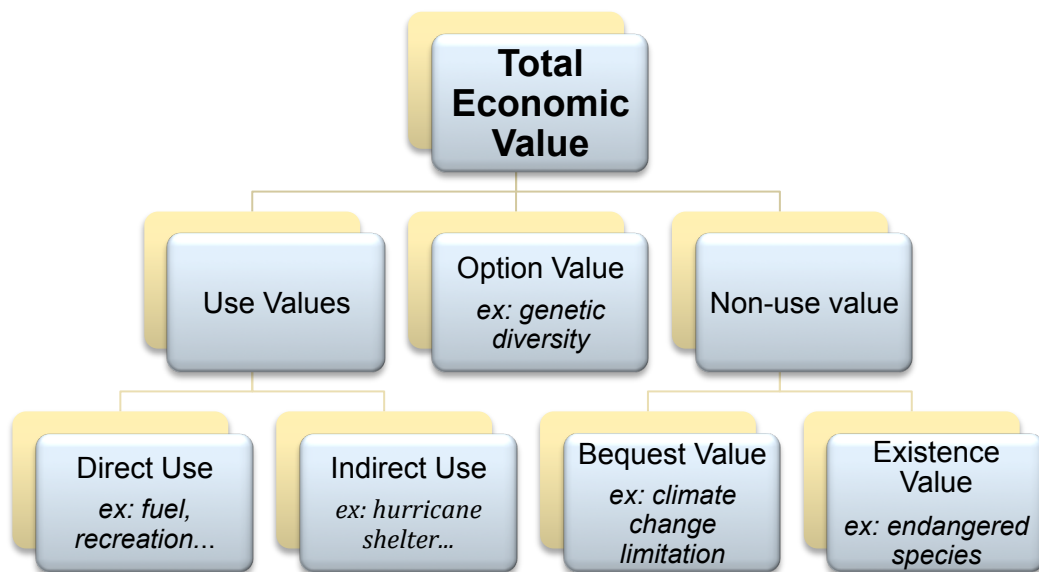 Total
Economic
Value
Use Values
Option Value
ex: genetic
diversity
Non-use value
Direct Use
ex: fuel,
recreation…
Indirect Use
ex: hurricane
shelter...
Bequest Value
ex: climate
change
limitation
Existence
Value
ex: endangered
species